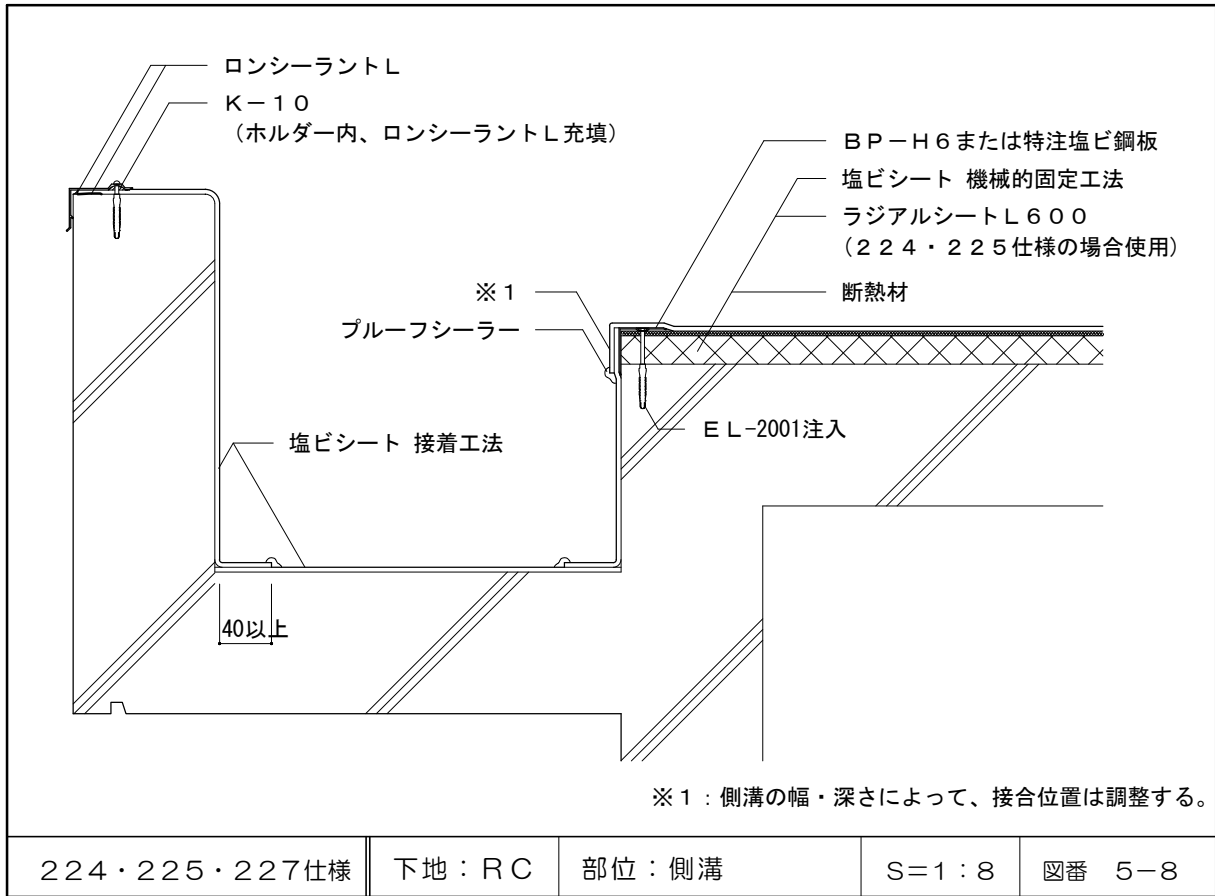 ロンシーラントＬ
Ｋ－１０
（ホルダー内、ロンシーラントＬ充填）
ＢＰ－Ｈ６または特注塩ビ鋼板
塩ビシート 機械的固定工法
ラジアルシートＬ６００
（２２４・２２５仕様の場合使用）
断熱材
※１
プルーフシーラー
ＥＬ-2001注入
塩ビシート 接着工法
40以上
※１：側溝の幅・深さによって、接合位置は調整する。
224・225・227仕様 下地：ＲＣ 部位：側溝 S=1：8 図番 5-8